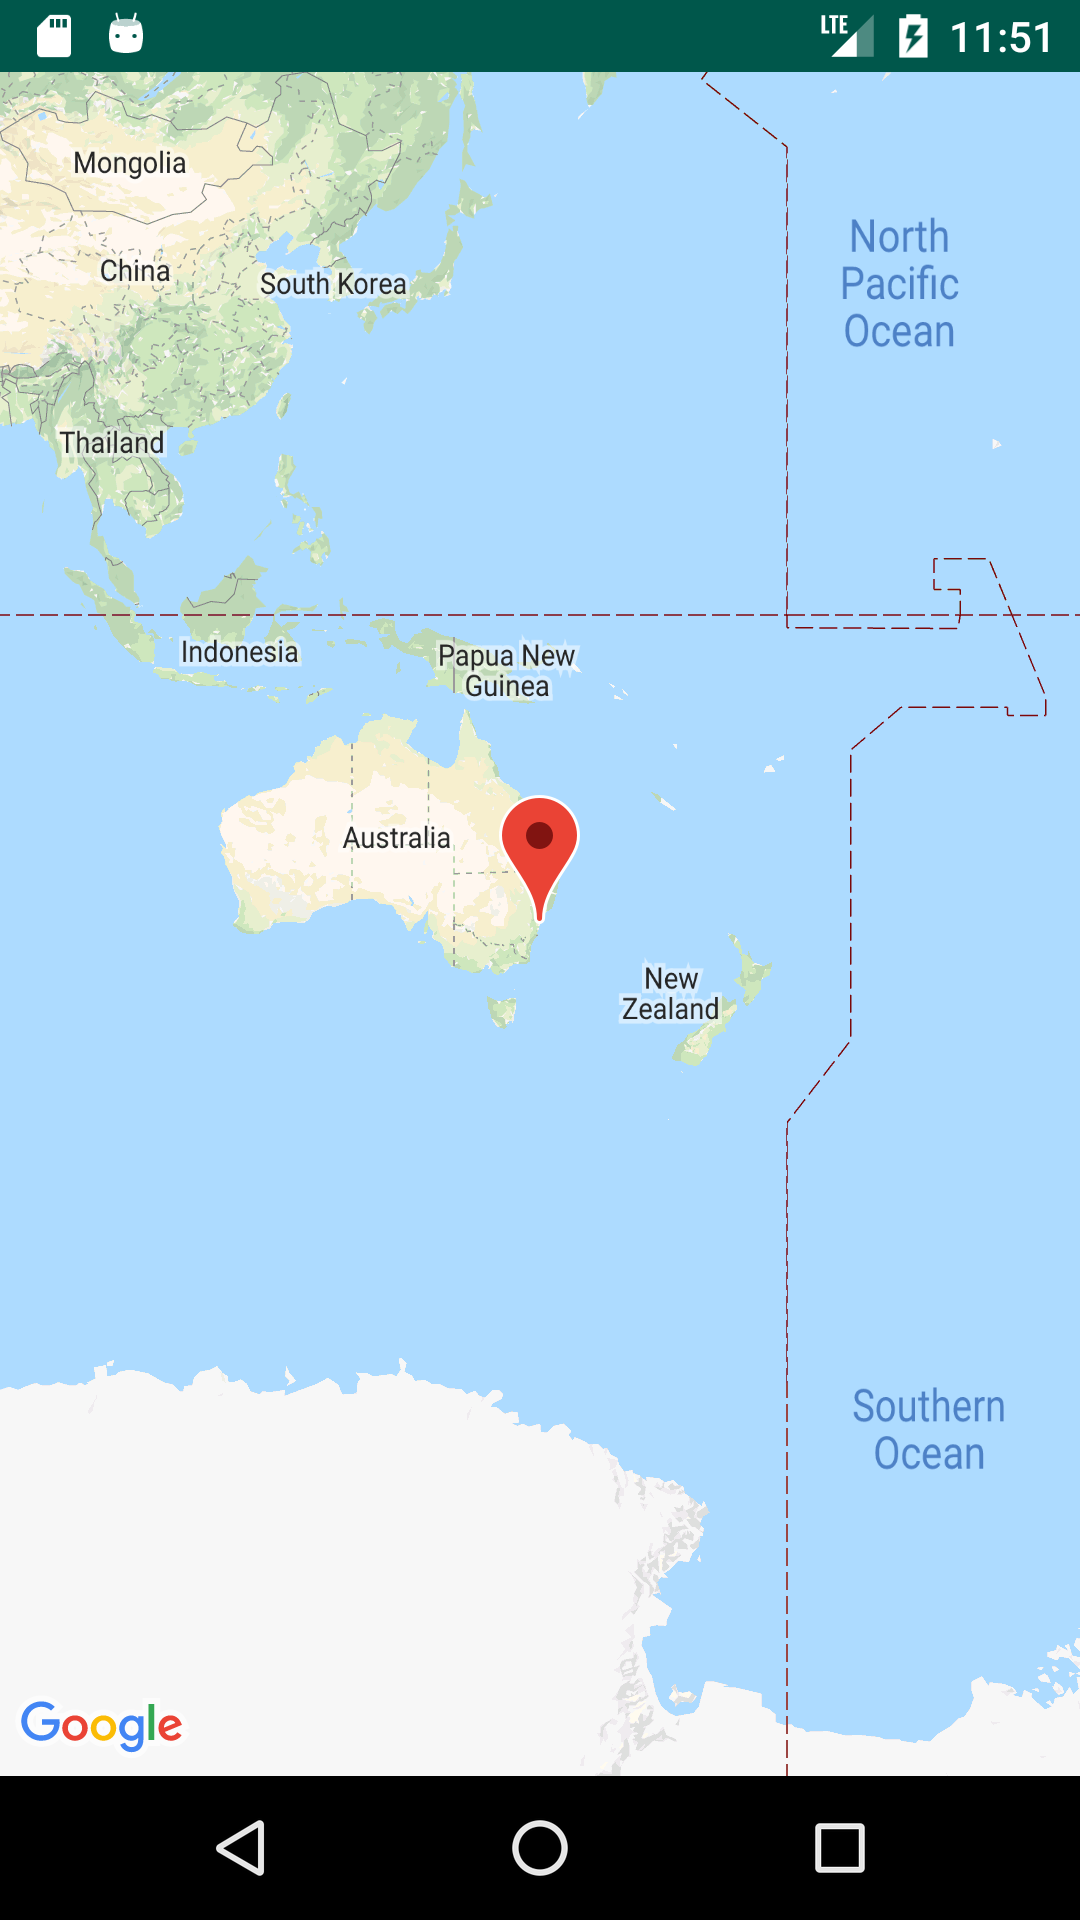 LTE
11:51
Mongolia
North
Pacific
Ocean
China
South Korea
Thailand
Indonesia
Papua New
Guinea
Australia
New
Zealand
Southern
Ocean
Google